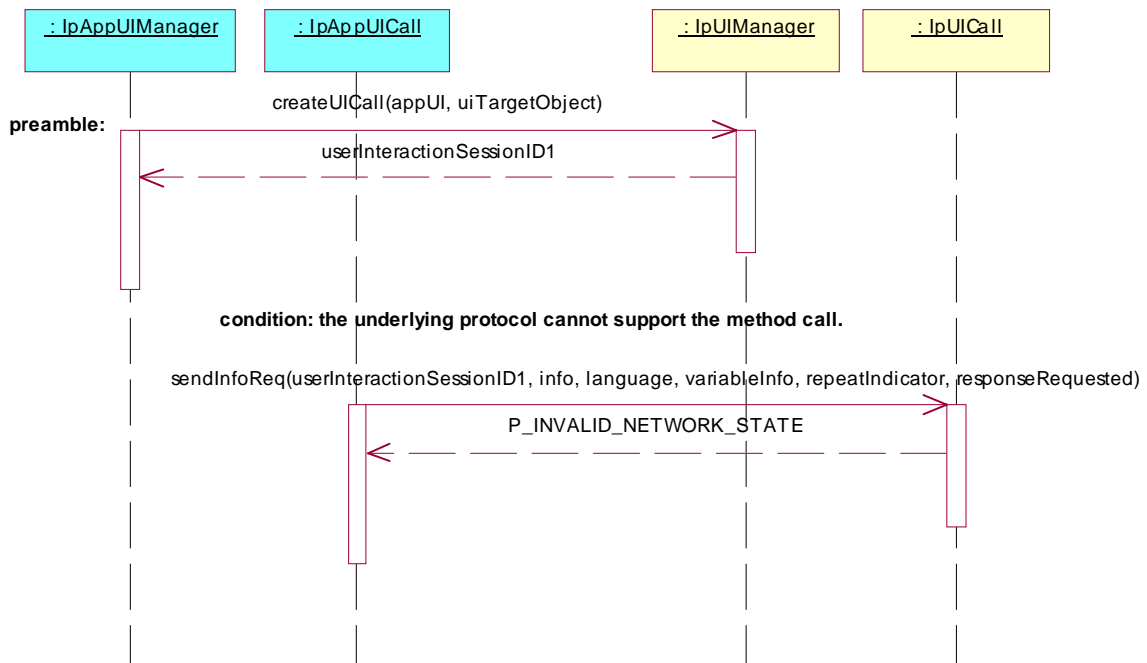 : IpAppUIManager
: IpAppUICall
: IpUIManager
: IpUICall
createUICall(appUI, uiTargetObject)
preamble:
userInteractionSessionID1
condition: the underlying protocol cannot support the method call.
sendInfoReq(userInteractionSessionID1, info, language, variableInfo, repeatIndicator, responseRequested)
P_INVALID_NETWORK_STATE